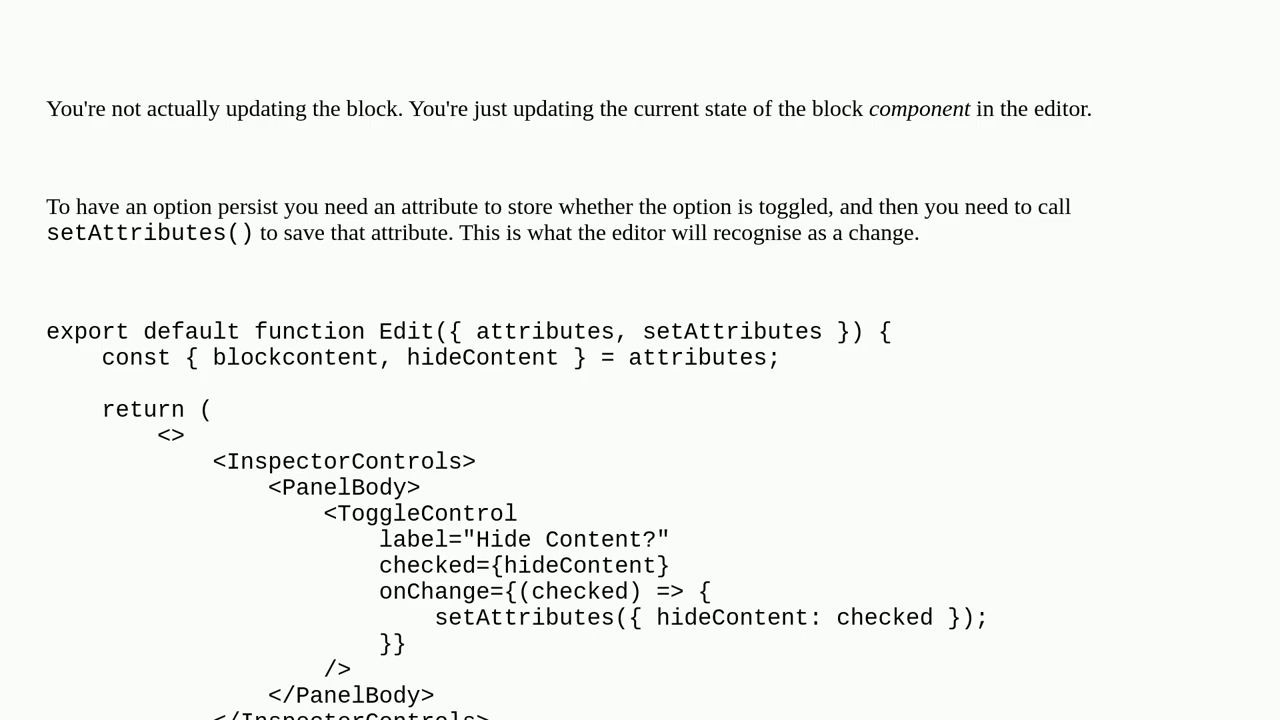 You're not actually updating the block. You're just updating the current state of the block component in the editor.
To have an option persist you need an attribute to store whether the option is toggled, and then you need to call
setAttributes() to save that attribute. This is what the editor will recognise as a change.
export default function Edit({ attributes, setAttributes }) {
    const { blockcontent, hideContent } = attributes;
    return (
        <>
            <InspectorControls>
                <PanelBody>
                    <ToggleControl
                        label="Hide Content?"
                        checked={hideContent}
                        onChange={(checked) => {
                            setAttributes({ hideContent: checked });
                        }}
                    />
                </PanelBody>
            </InspectorControls>